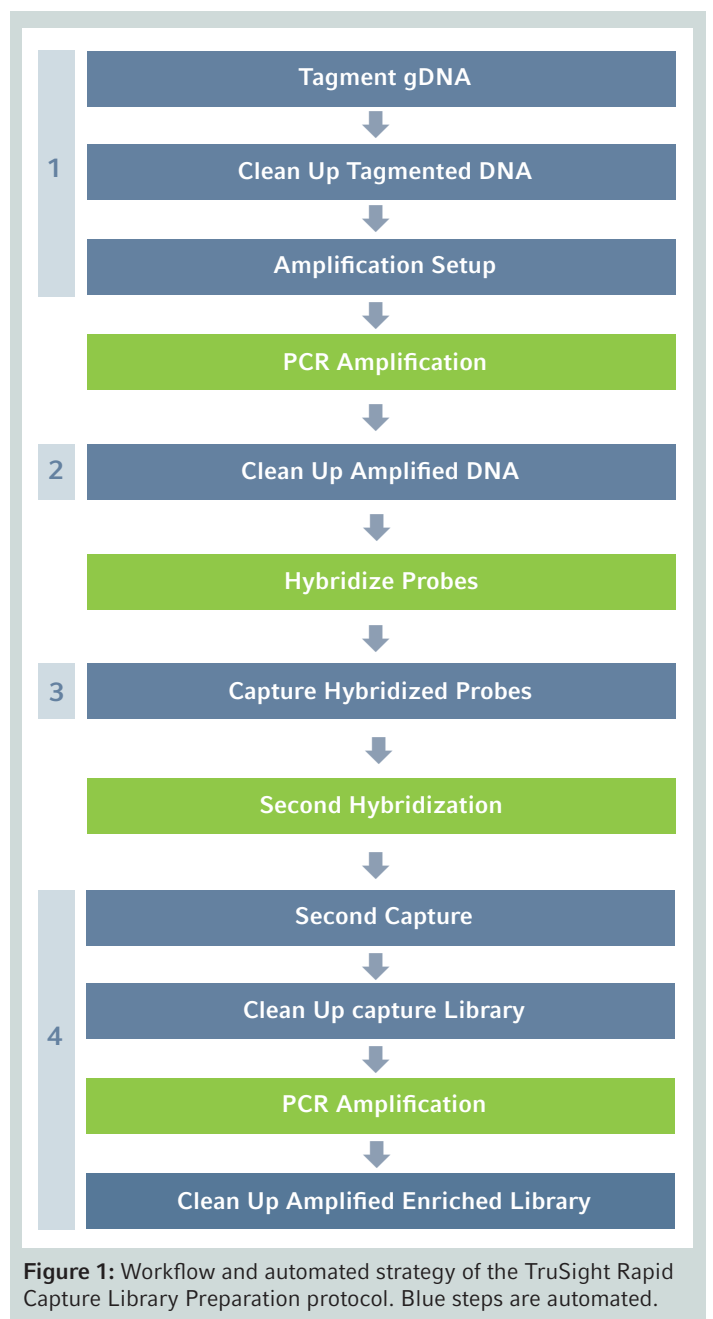 1
Tagment gDNA
Clean Up Tagmented DNA
Amplification Setup
PCR Amplification
2
Clean Up Amplified DNA
Hybridize Probes
3
Capture Hybridized Probes
Second Hybridization
4
Second Capture
Clean Up capture Library
PCR Amplification
Clean Up Amplified Enriched Library
Figure 1: Workflow and automated strategy of the TruSight Rapid
Capture Library Preparation protocol. Blue steps are automated.